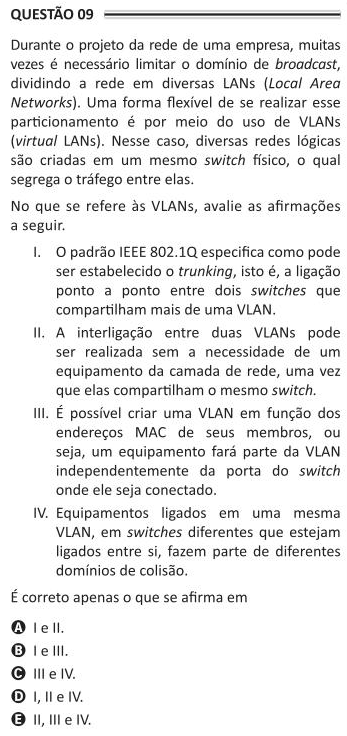 QUESTÃO 09
Durante o projeto da rede de uma empresa, muitas
vezes é necessário limitar o domínio de broadcast,
dividindo a rede em diversas LANs (Local Area
Networks). Uma forma flexível de se realizar esse
particionamento é por meio do uso de VLANs
(virtual LANs). Nesse caso, diversas redes lógicas
são criadas em um mesmo switch físico, o qual
segrega o tráfego entre elas.
No que se refere às VLANs, avalie as afirmações
a seguir.
I. O padrão IEEE 802.1Q especifica como pode
ser estabelecido o trunking, isto é, a ligação
ponto a ponto entre dois switches que
compartilham mais de uma VLAN.
II. A interligação entre duas VLANs pode
ser realizada sem a necessidade de um
equipamento da camada de rede, uma vez
que elas compartilham o mesmo switch.
III. É possível criar uma VLAN em função dos
endereços MAC de seus membros, ou
seja, um equipamento fará parte da VLAN
independentemente da porta do switch
onde ele seja conectado.
IV. Equipamentos ligados em uma mesma
VLAN, em switches diferentes que estejam
ligados entre si, fazem parte de diferentes
domínios de colisão.
É correto apenas o que se afirma em
A I e II.
B I e III.
C III e IV.
D I, II e IV.
E II, III e IV.